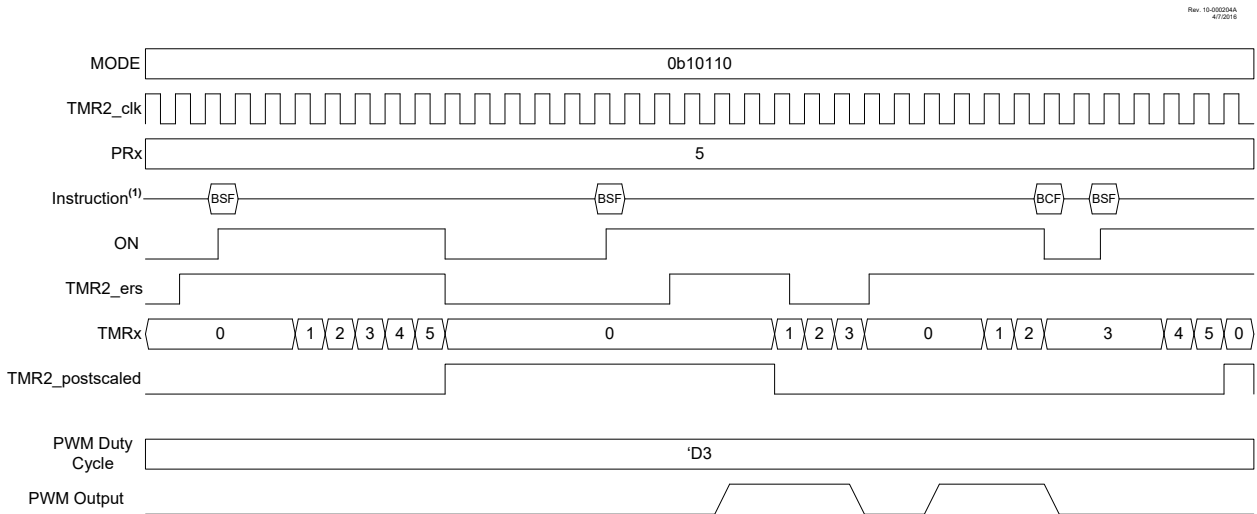 Rev. 10-000204A
4/7/2016
MODE 0b10110
TMR2_clk
PRx 5
Instruction(1) BSF BSF BCF BSF
ON
TMR2_ers
TMRx 0 1 2 3 4 5 0 1 2 3 0 1 2 3 4 5 0
TMR2_postscaled
PWM Duty
Cycle 'D3
PWM Output